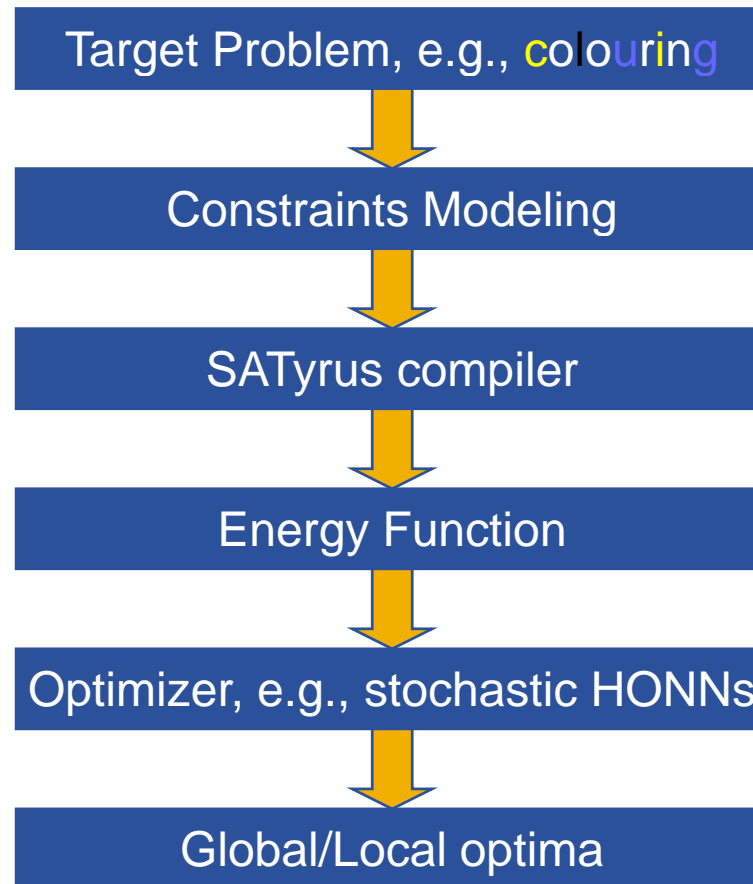 Target Problem, e.g., colouring
Constraints Modeling
SATyrus compiler
Energy Function
Optimizer, e.g., stochastic HONNs
Global/Local optima